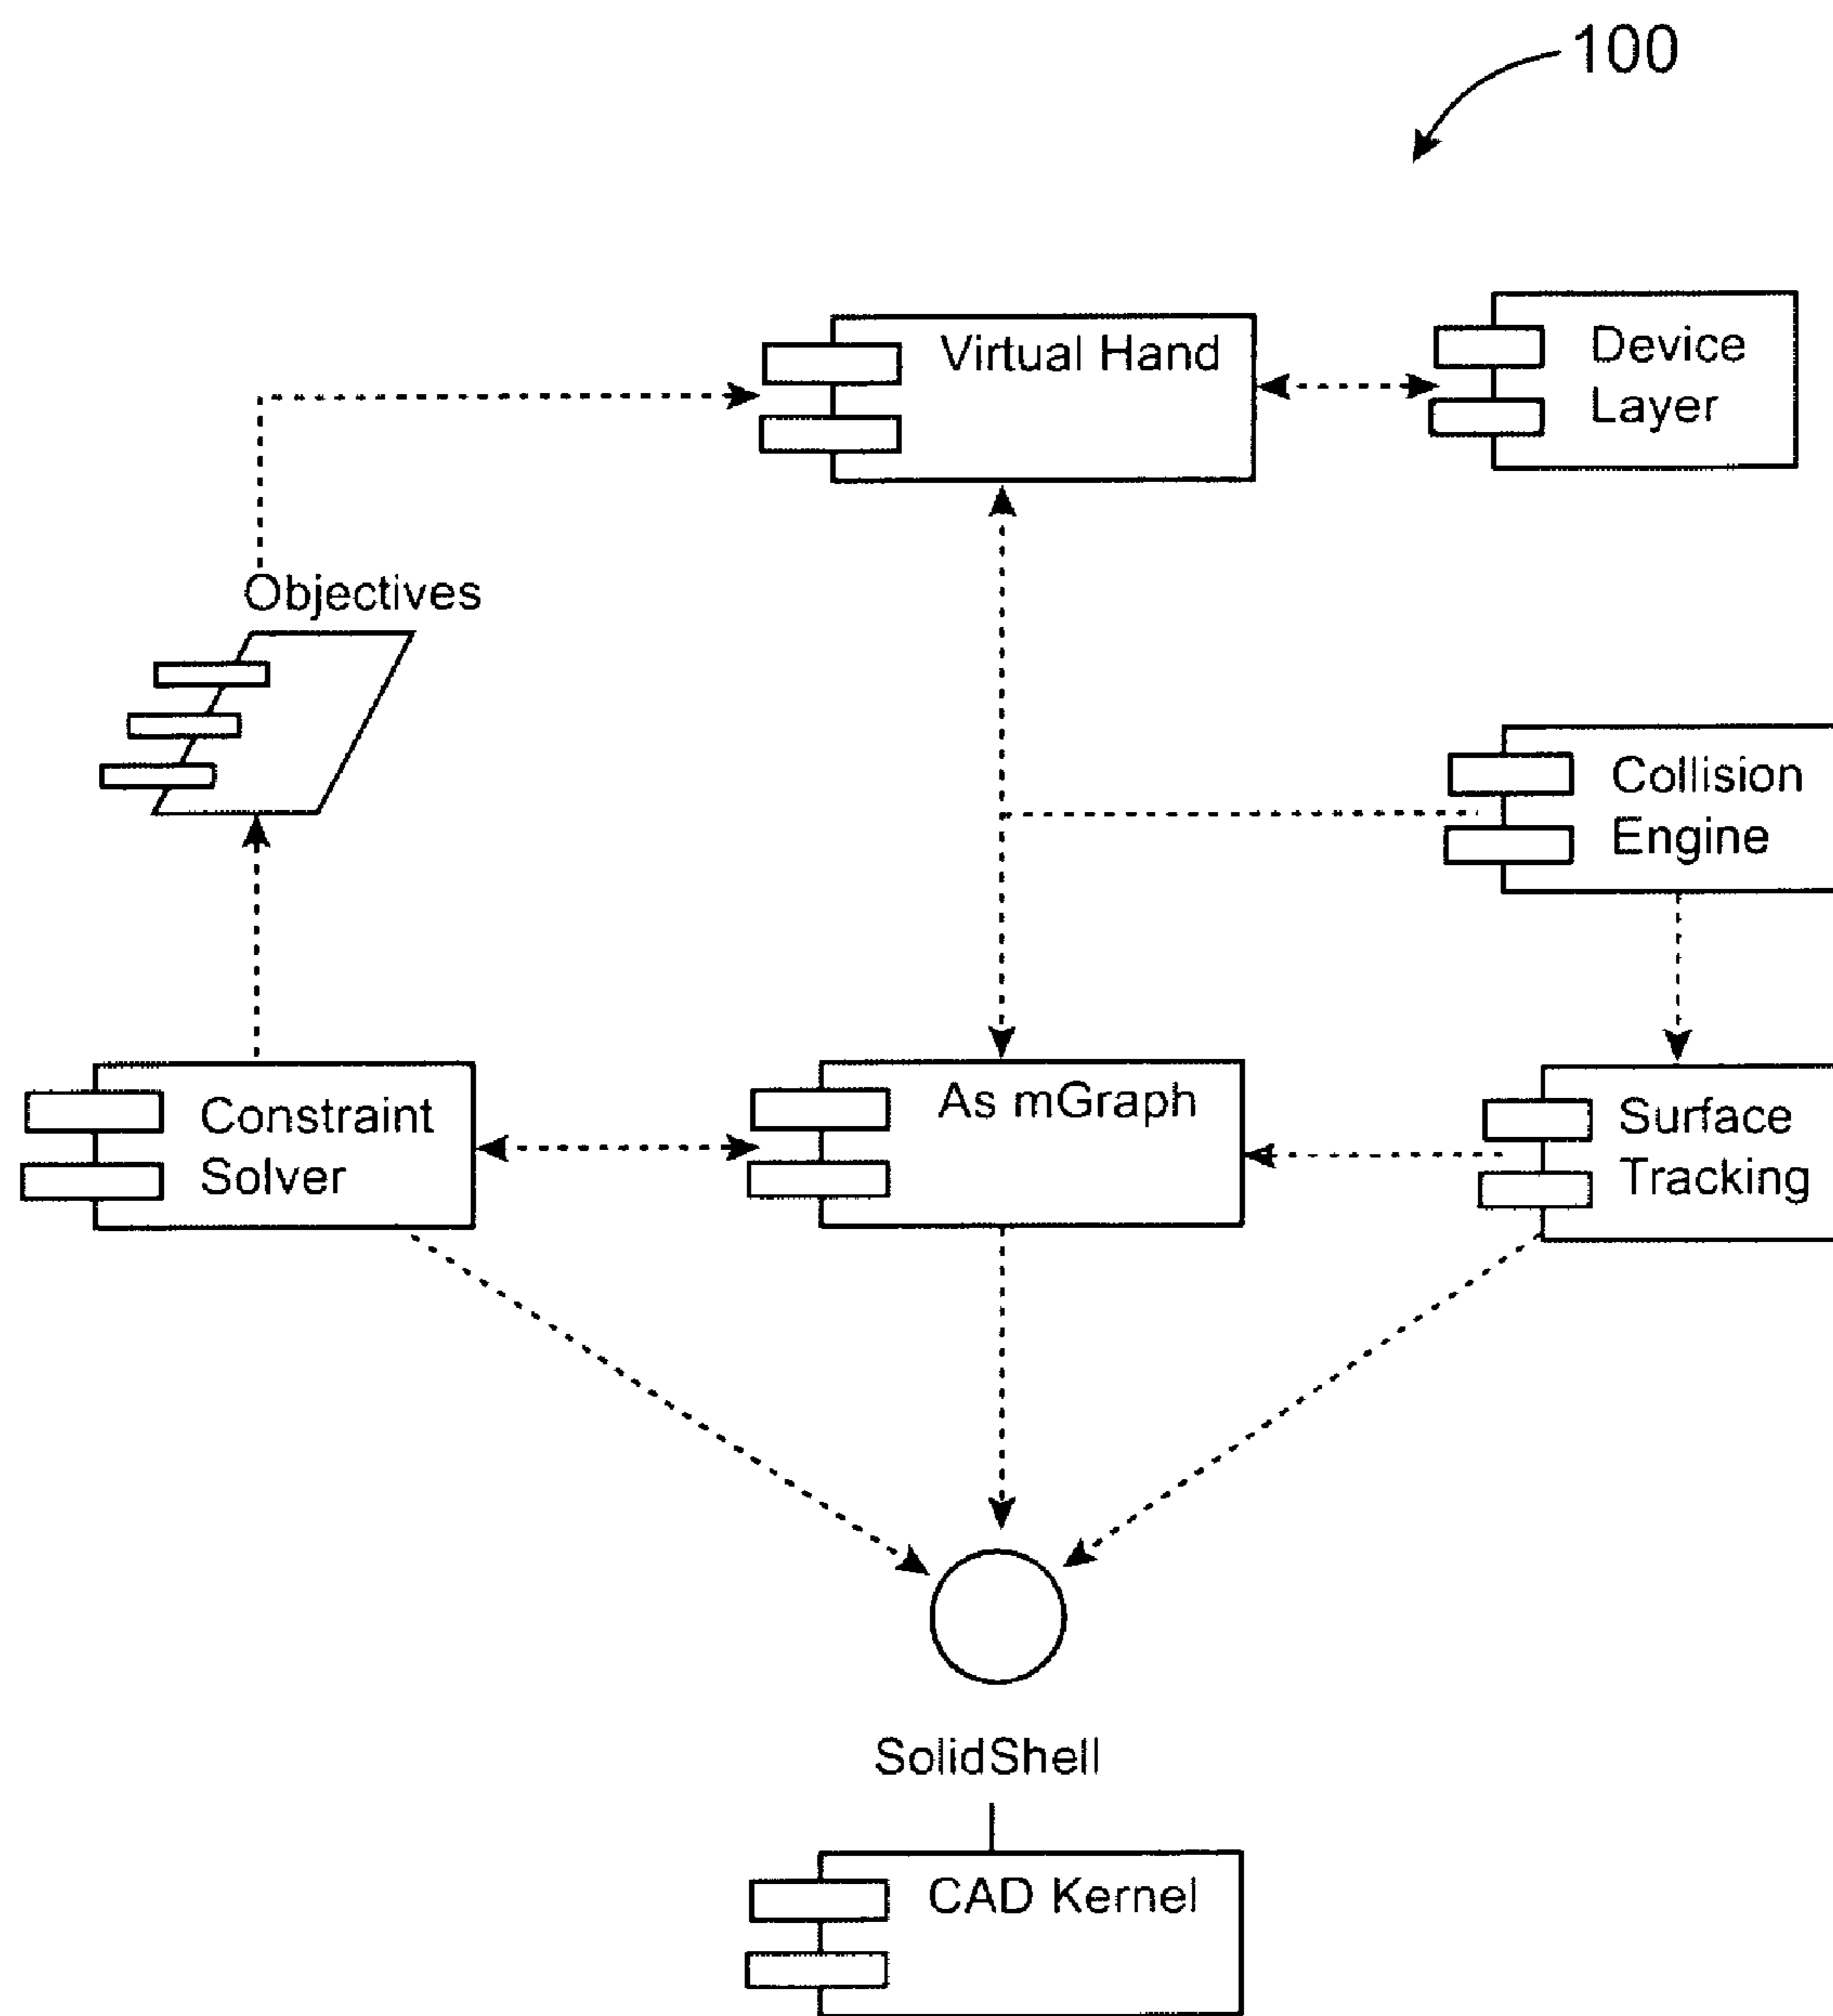 100
Virtual Hand
Device
Layer
Objectives
Collision
Engine
Constraint
Solver
As mGraph
Surface
Tracking
SolidShell
CAD Kernel